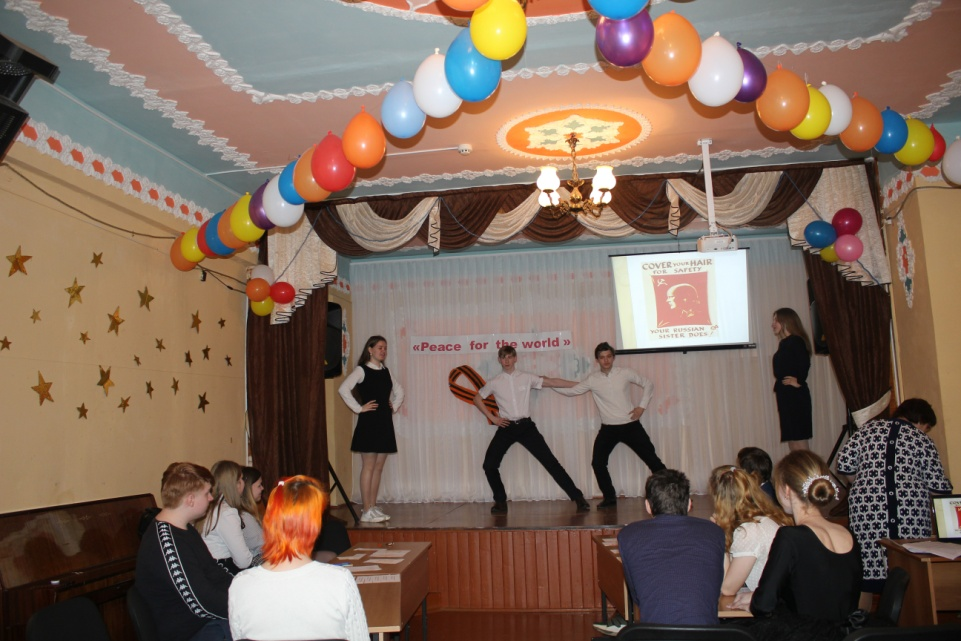 COVER YOUR HAIR
FOR SAFETY
YOUR RUSSIAN
SISTER DOES!
«Peace for the world»